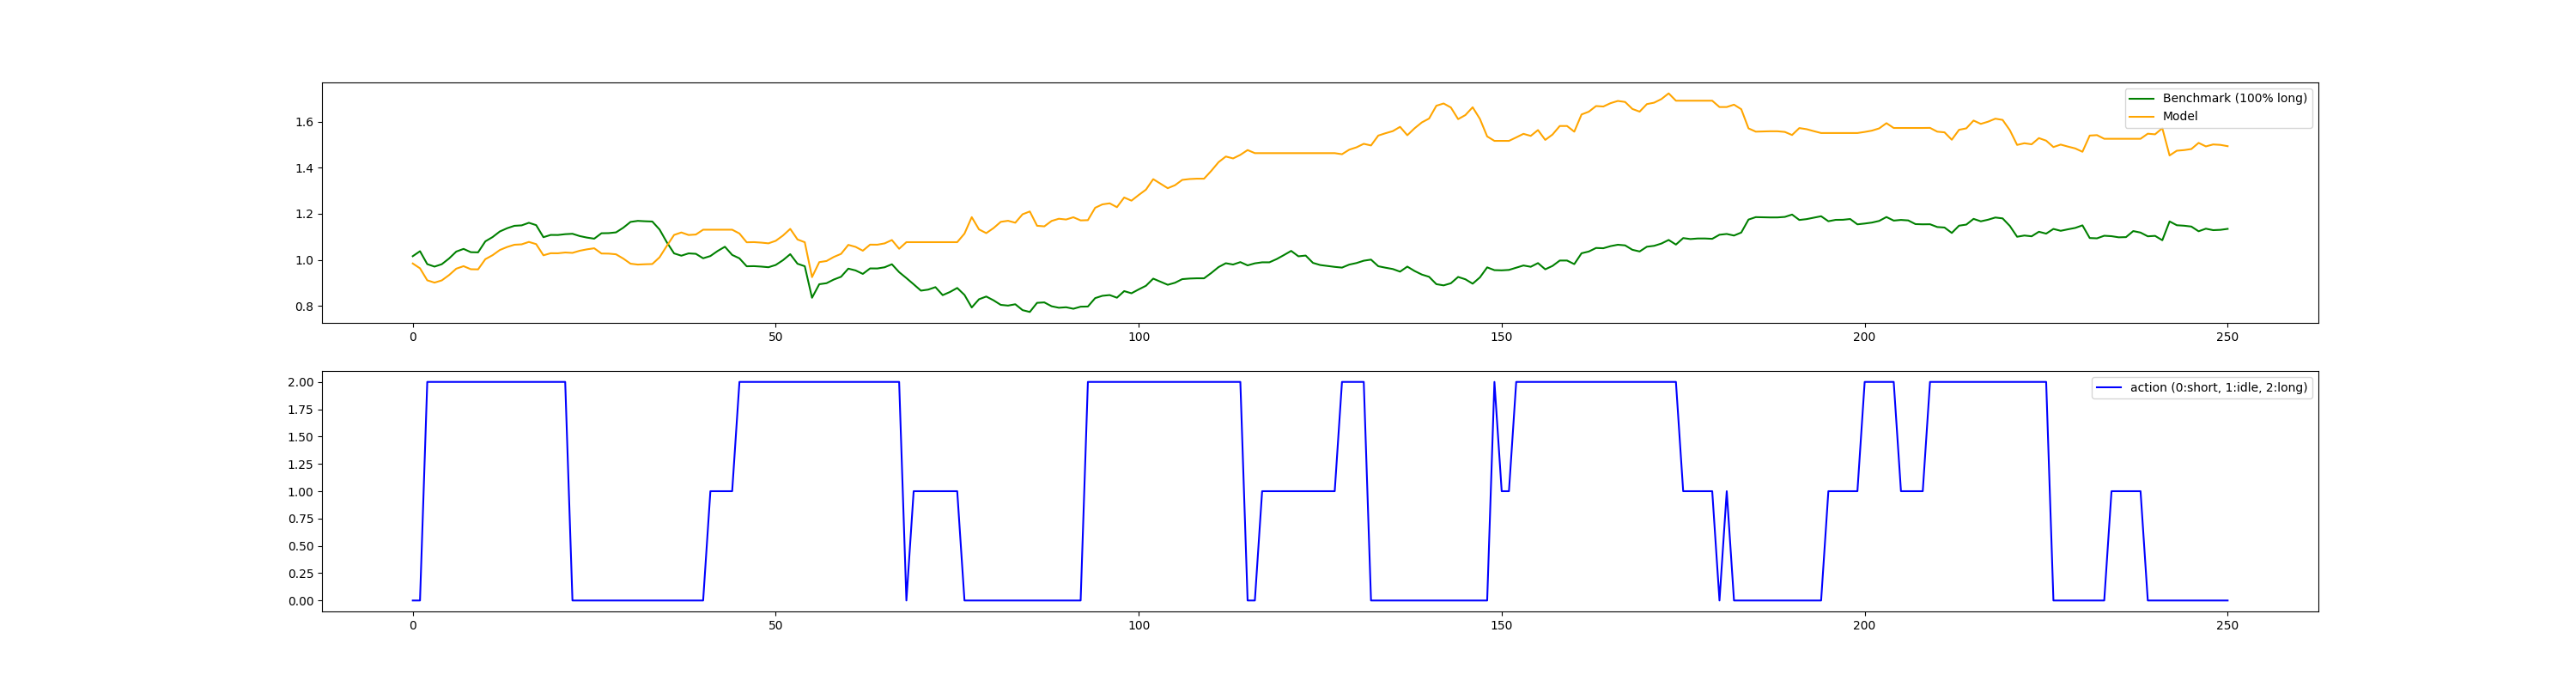 Benchmark (100% long)
Model
1.6
1.4
1.2
1.0
0.8
0 50 100 150 200 250
action (0:short, 1:idle, 2:long)
2.00
1.75
1.50
1.25
1.00
0.75
0.50
0.25
0.00
0 50 100 150 200 250